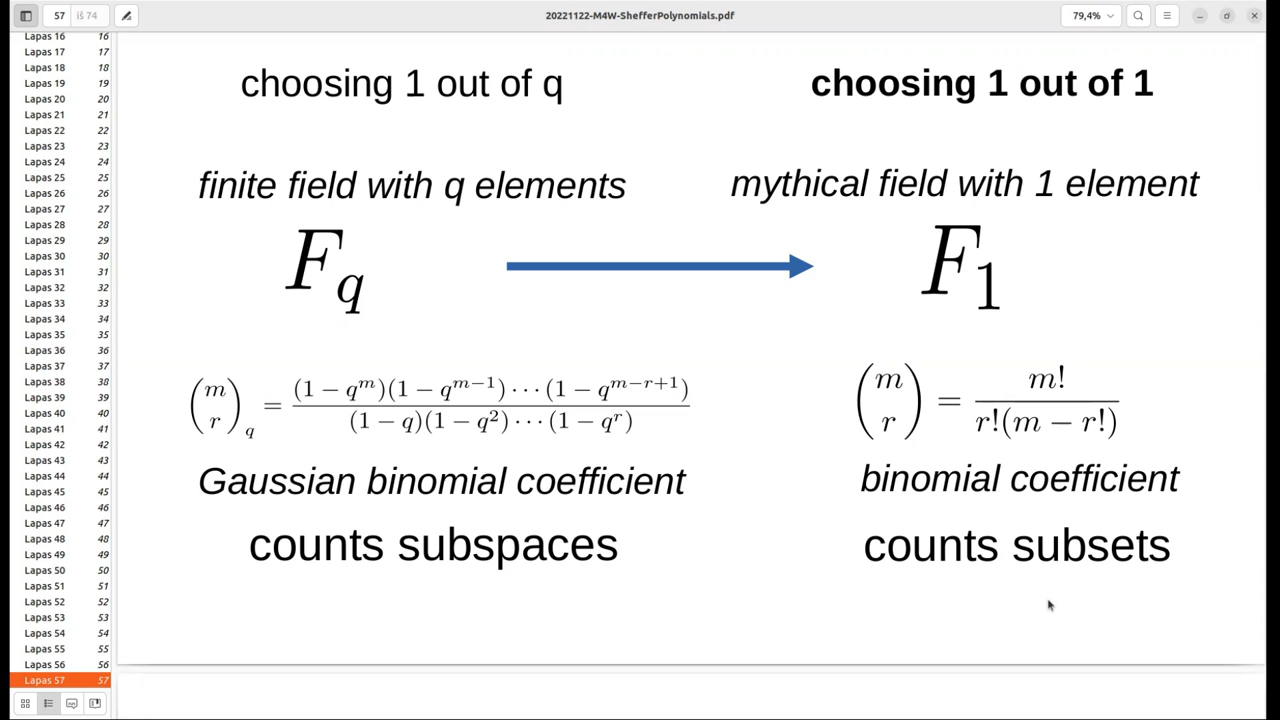 57 iš 74
20221122-M4W-ShefferPolynomials.pdf
79,4%
Lapas 16 16
Lapas 17 17
Lapas 18 18
Lapas 19 19
Lapas 20 20
Lapas 21 21
Lapas 22 22
Lapas 23 23
Lapas 24 24
Lapas 25 25
Lapas 26 26
Lapas 27 27
Lapas 28 28
Lapas 29 29
Lapas 30 30
Lapas 31 31
Lapas 32 32
Lapas 33 33
Lapas 34 34
Lapas 35 35
Lapas 36 36
Lapas 37 37
Lapas 38 38
Lapas 39 39
Lapas 40 40
Lapas 41 41
Lapas 42 42
Lapas 43 43
Lapas 44 44
Lapas 45 45
Lapas 46 46
Lapas 47 47
Lapas 48 48
Lapas 49 49
Lapas 50 50
Lapas 51 51
Lapas 52 52
Lapas 53 53
Lapas 54 54
Lapas 55 55
Lapas 56 56
Lapas 57 57
choosing 1 out of q
choosing 1 out of 1
finite field with q elements
mythical field with 1 element
F_q
F_1
\binom{m}{r}_q = \frac{(1-q^m)(1-q^{m-1})\cdots(1-q^{m-r+1})}{(1-q)(1-q^2)\cdots(1-q^r)}
\binom{m}{r} = \frac{m!}{r!(m-r!)}
Gaussian binomial coefficient
binomial coefficient
counts subspaces
counts subsets